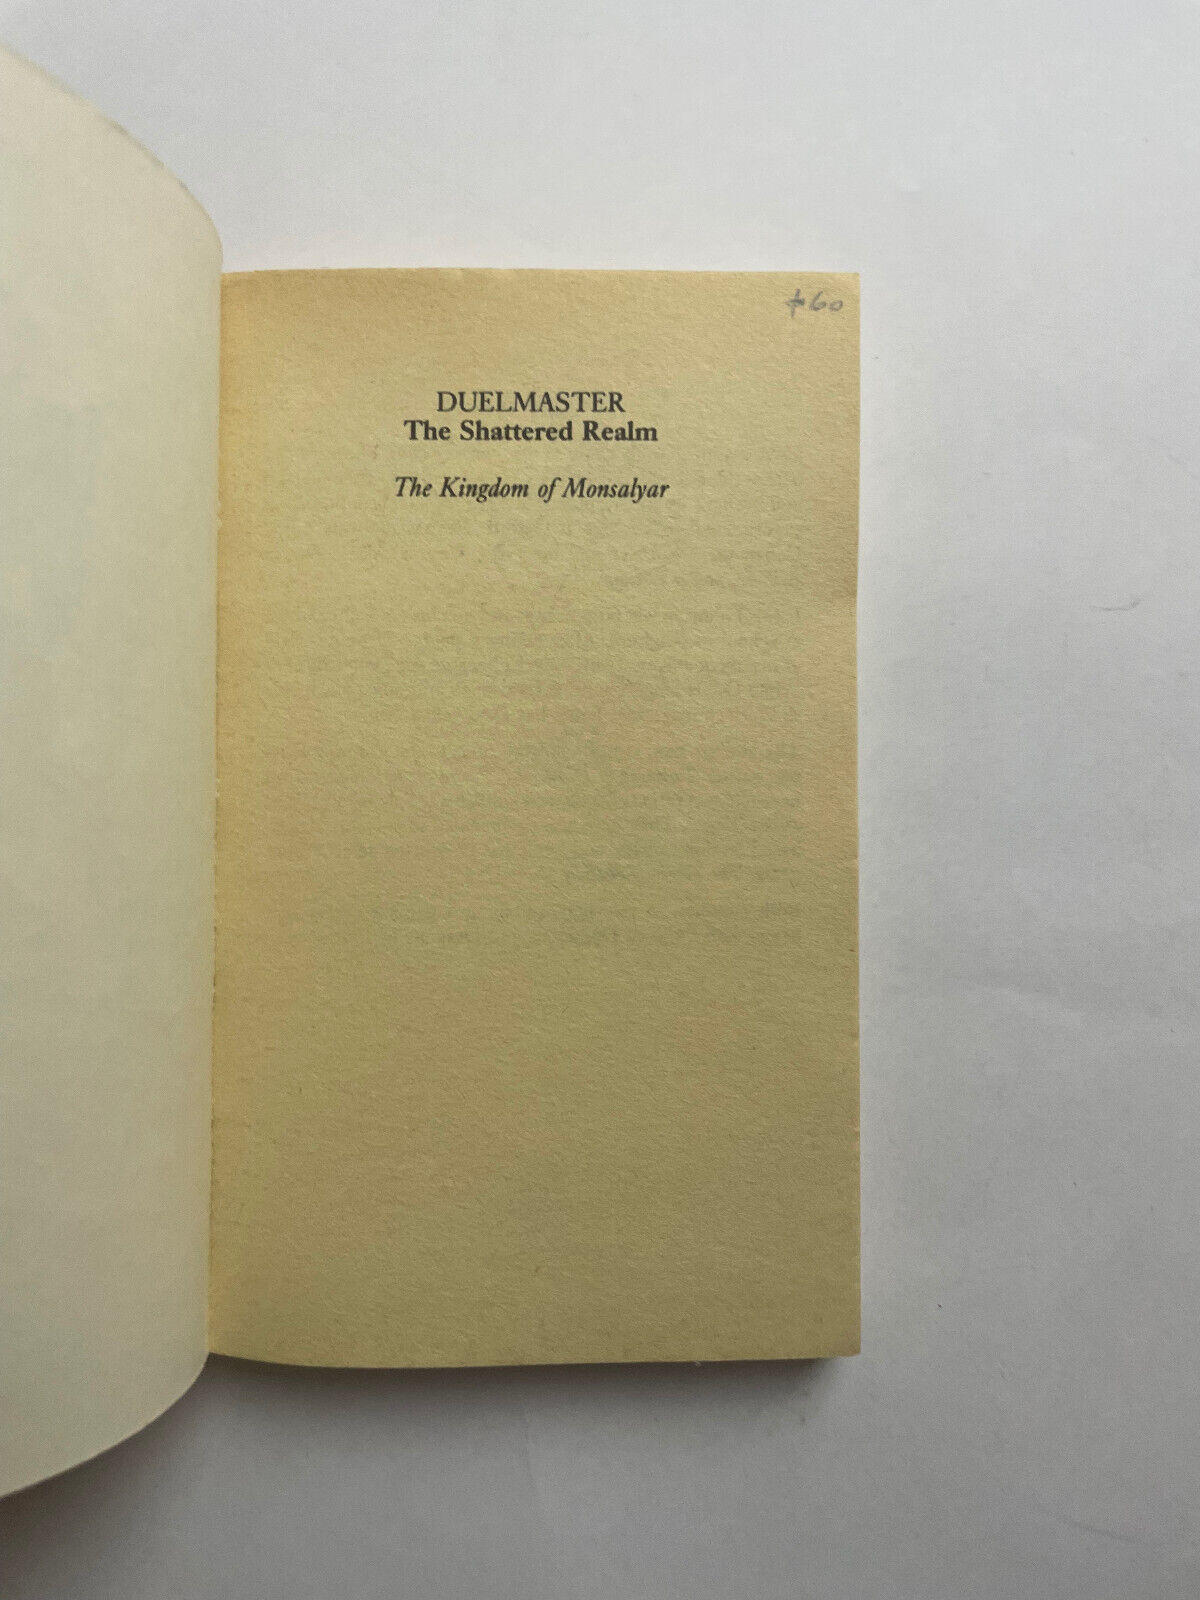 $60
DUELMASTER
The Shattered Realm
The Kingdom of Monsalyar